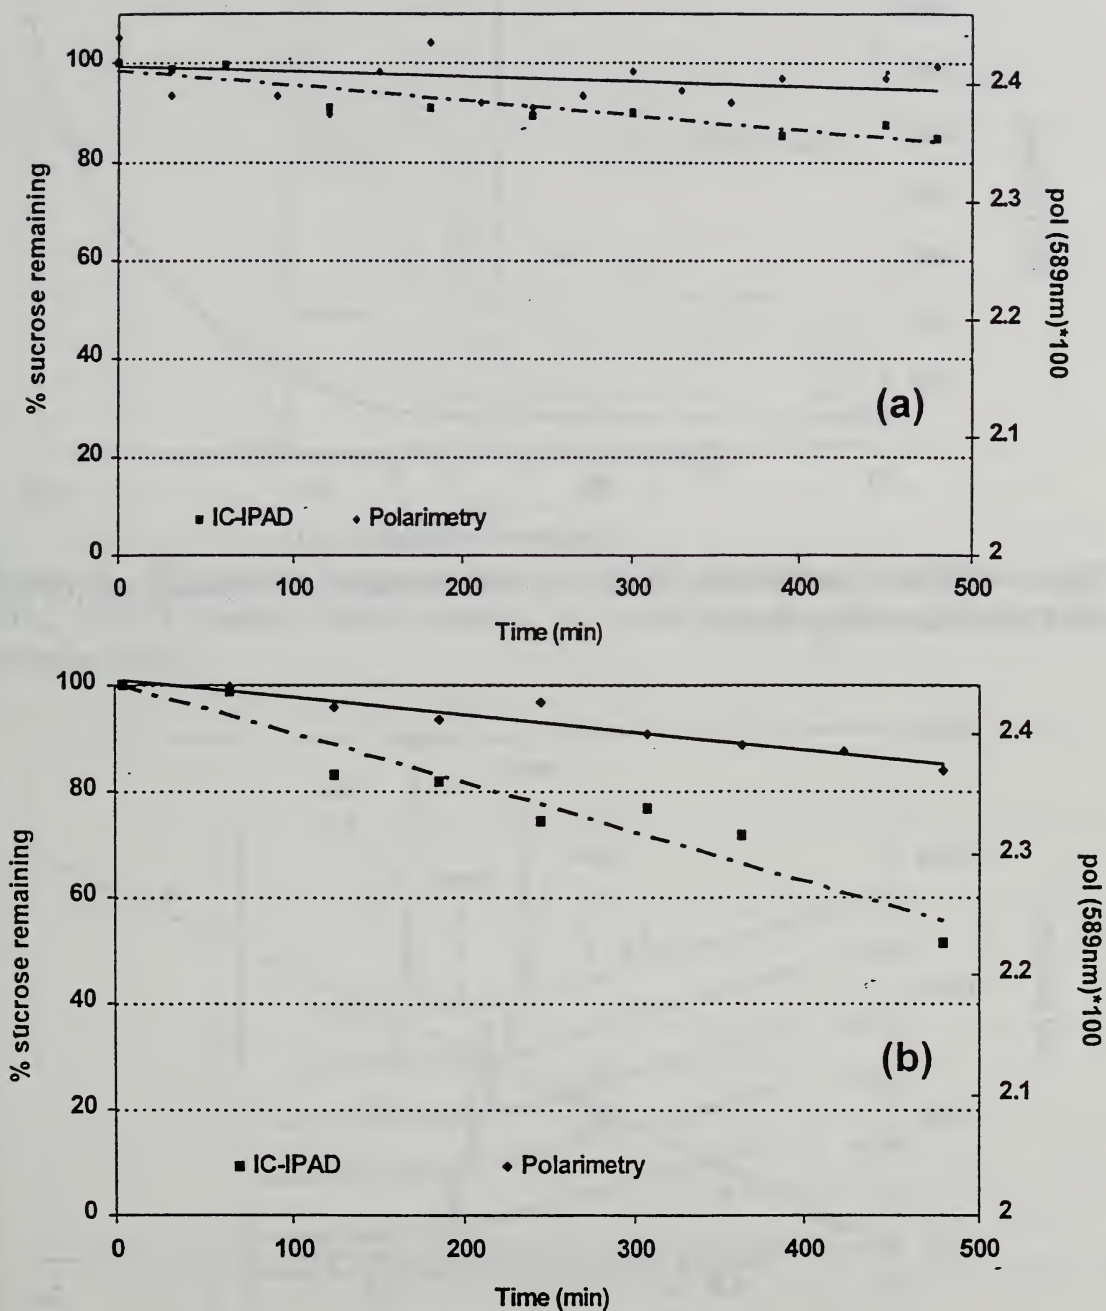 100
80
60
40
20
0
% sucrose remaining
2.4
2.3
2.2
2.1
2
pol (589nm)*100
(a)
IC-IPAD
Polarimetry
0
100
200
300
400
500
Time (min)
100
80
60
40
20
0
% sucrose remaining
2.4
2.3
2.2
2.1
2
pol (589nm)*100
(b)
IC-IPAD
Polarimetry
0
100
200
300
400
500
Time (min)